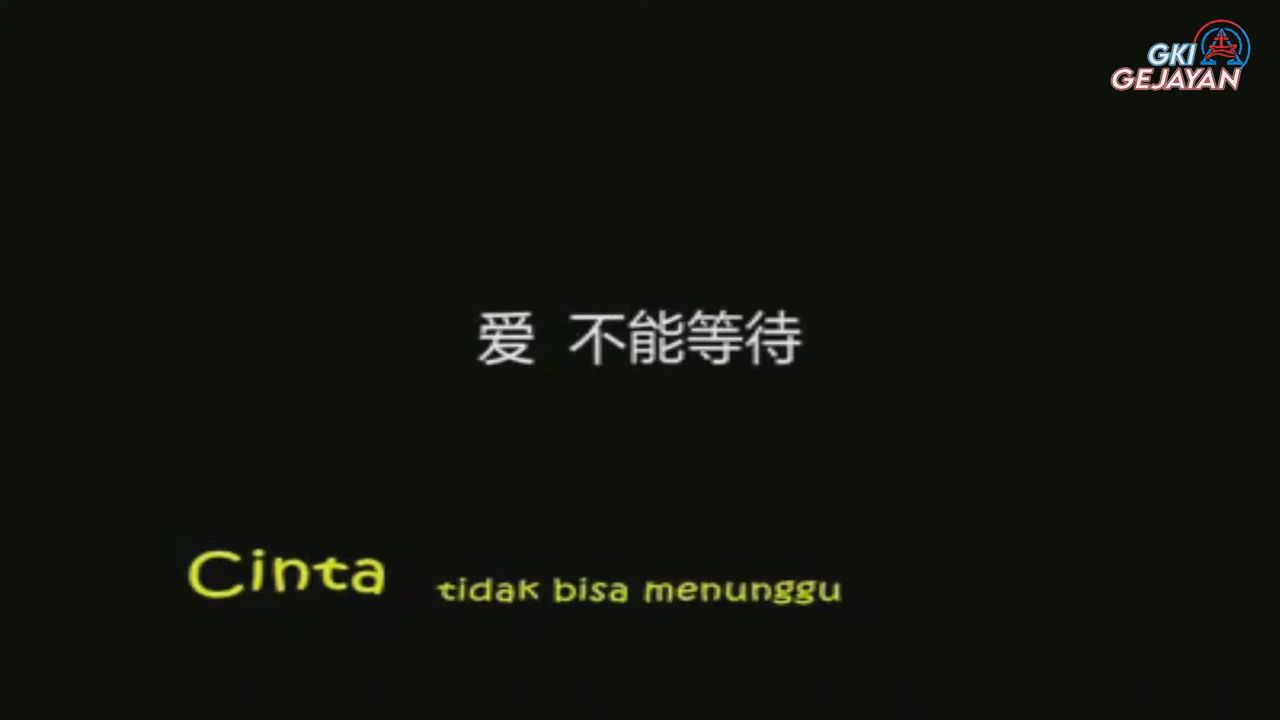 GKI
GEJAYAN
爱 不能等待
Cinta tidak bisa menunggu